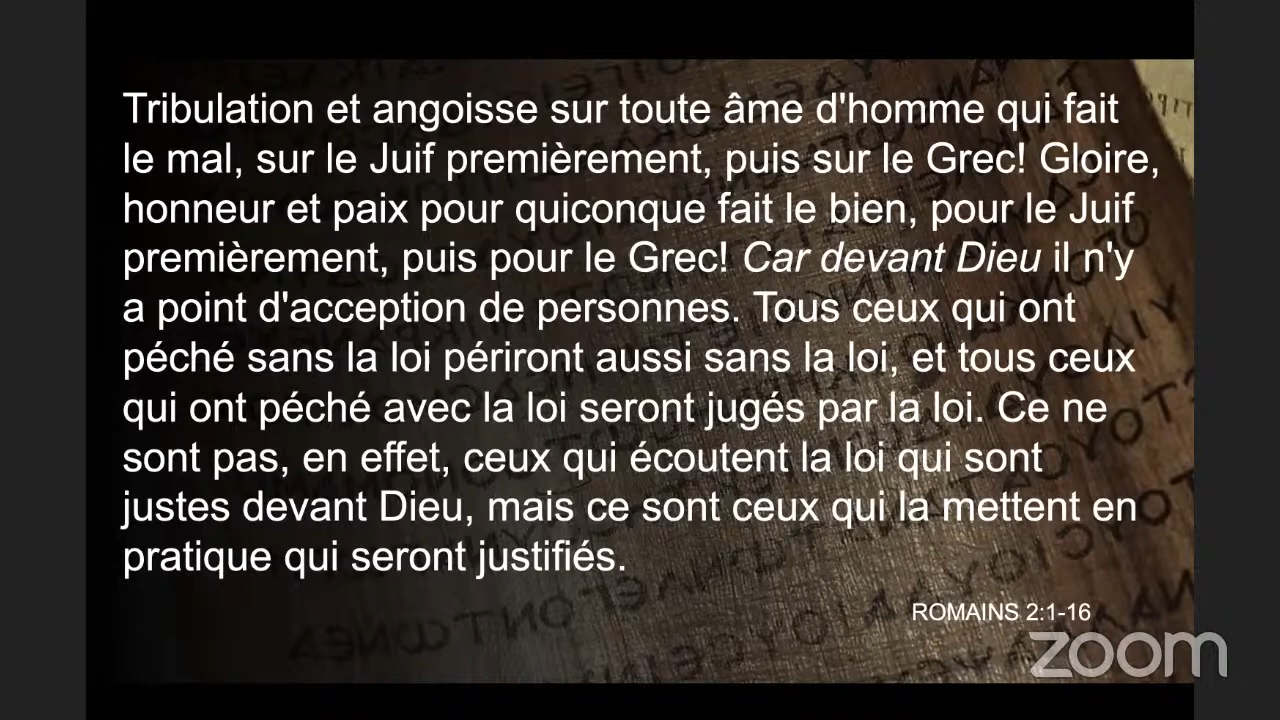 Tribulation et angoisse sur toute âme d'homme qui fait
le mal, sur le Juif premièrement, puis sur le Grec! Gloire,
honneur et paix pour quiconque fait le bien, pour le Juif
premièrement, puis pour le Grec! Car devant Dieu il n'y
a point d'acception de personnes. Tous ceux qui ont
péché sans la loi périront aussi sans la loi, et tous ceux
qui ont péché avec la loi seront jugés par la loi. Ce ne
sont pas, en effet, ceux qui écoutent la loi qui sont
justes devant Dieu, mais ce sont ceux qui la mettent en
pratique qui seront justifiés.
ROMAINS 2:1-16
zoom